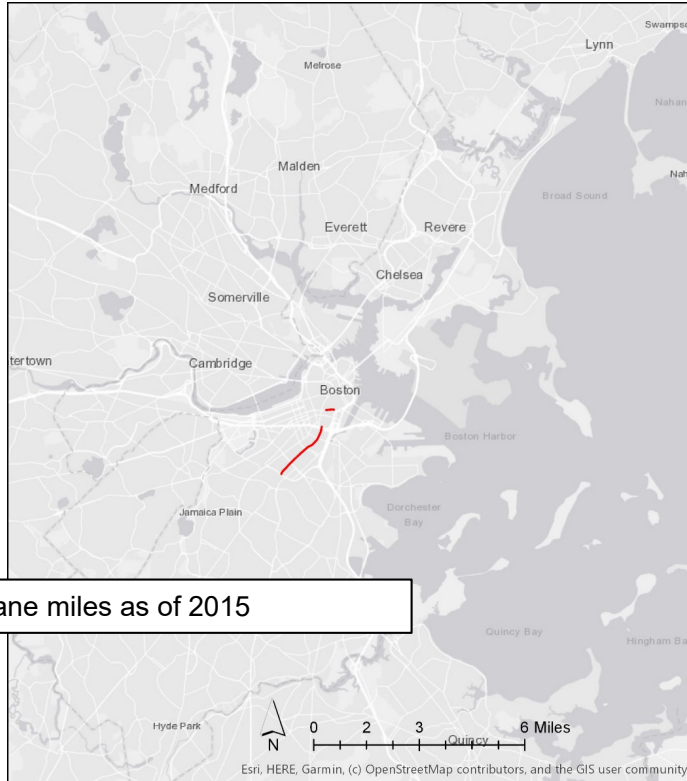 Swampsc
Lynn
Melrose
Nahan
Malden
Medford
Nah
Broad Sound
Everett
Revere
Chelsea
Somerville
tertown
Cambridge
Boston
Boston Harbor
Dorchester
Bay
Jamaica Plain
ane miles as of 2015
Quincy Bay
Hingham Ba
Hyde Park
N
0 2 3 6 Miles
Quincy
Esri, HERE, Garmin, (c) OpenStreetMap contributors, and the GIS user community